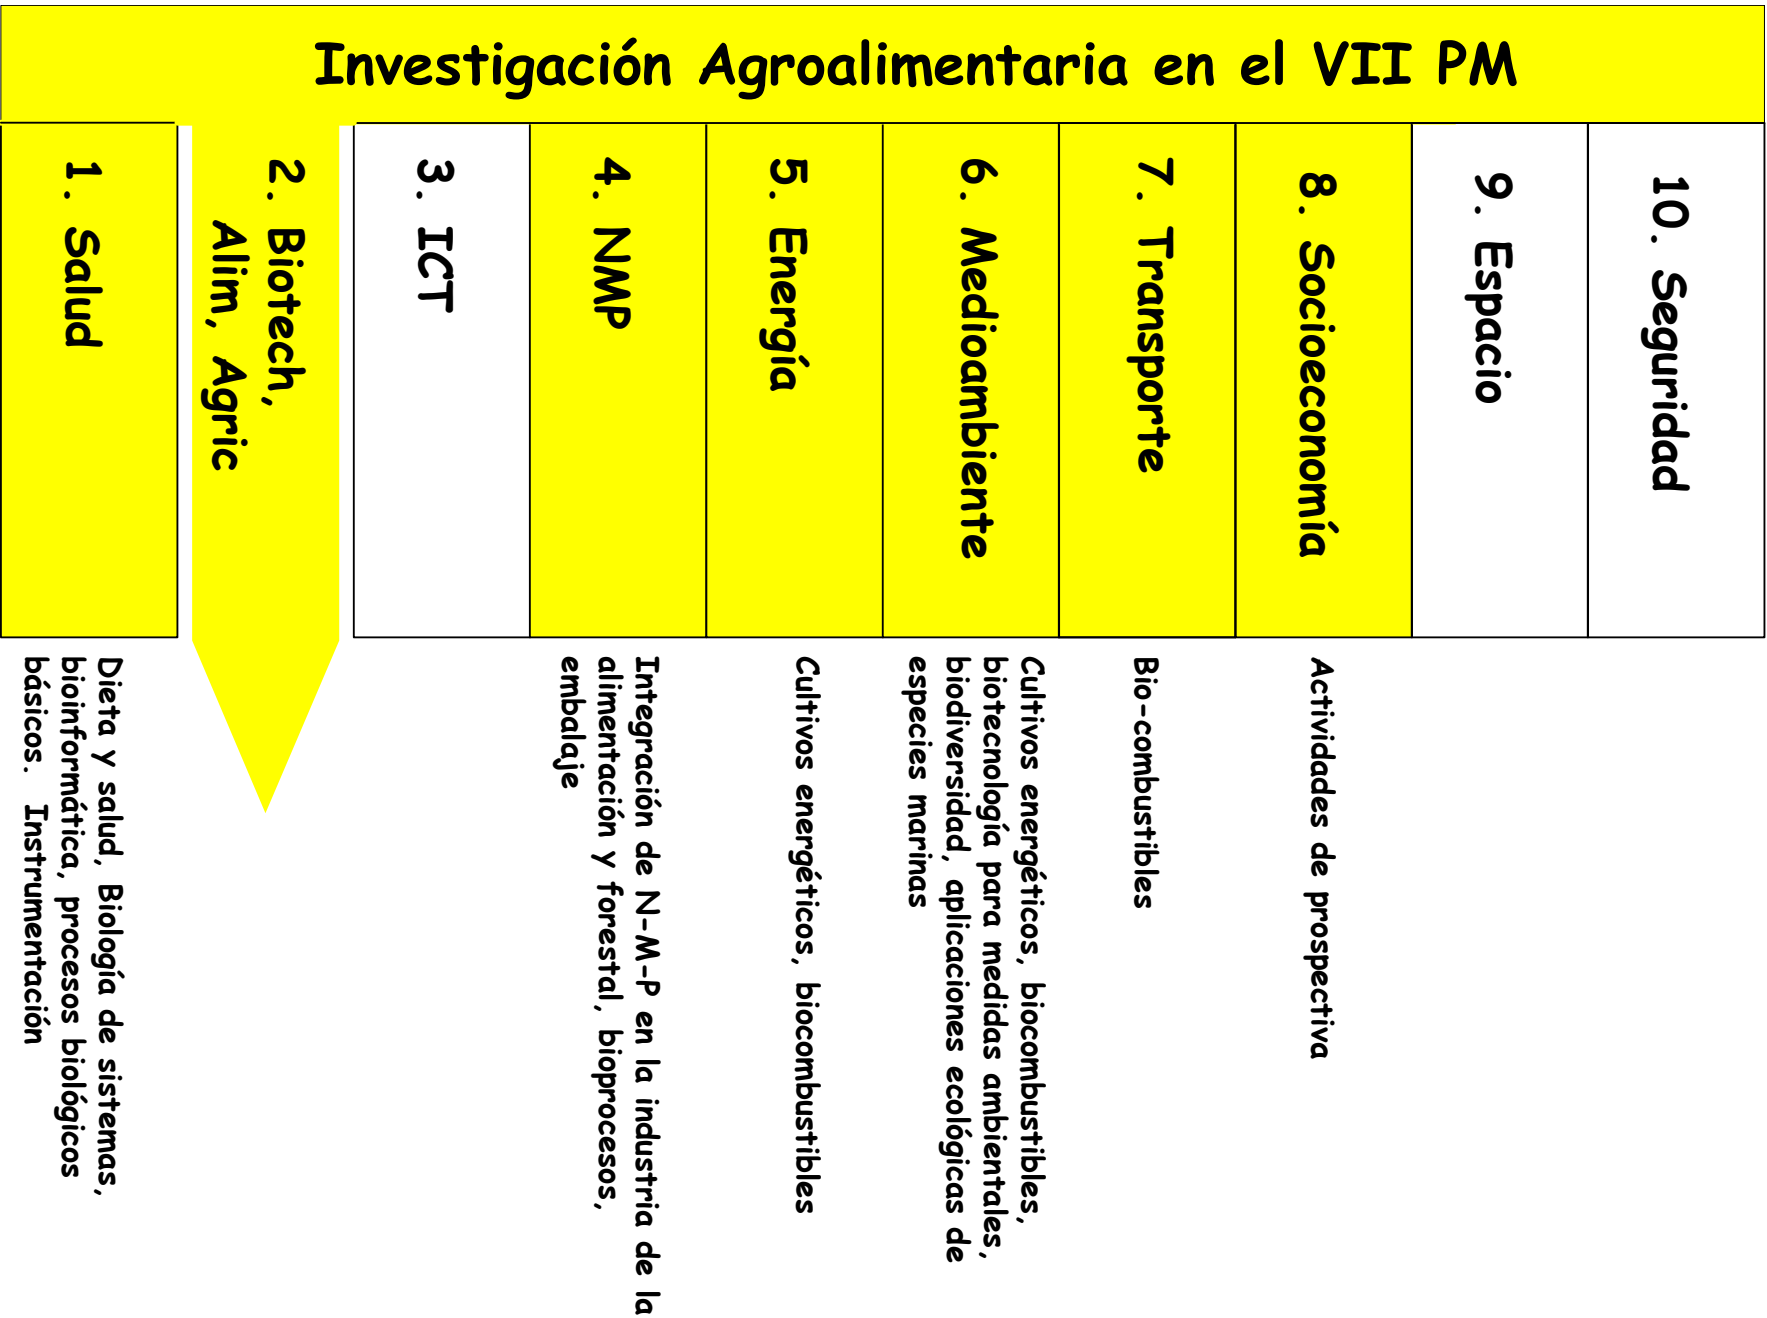 Investigación Agroalimentaria en el VII PM
1. Salud
2. Biotech,
Alim, Agric
3. ICT
4. NMP
5. Energía
6. Medioambiente
7. Transporte
8. Socioeconomía
9. Espacio
10. Seguridad
Dieta y salud, Biología de sistemas,
bioinformática, procesos biológicos
básicos. Instrumentación
Integración de N-M-P en la industria de la
alimentación y forestal, bioprocesos,
embalaje
Cultivos energéticos, biocombustibles
Cultivos energéticos, biocombustibles,
biotecnología para medidas ambientales,
biodiversidad, aplicaciones ecológicas de
especies marinas
Bio-combustibles
Actividades de prospectiva